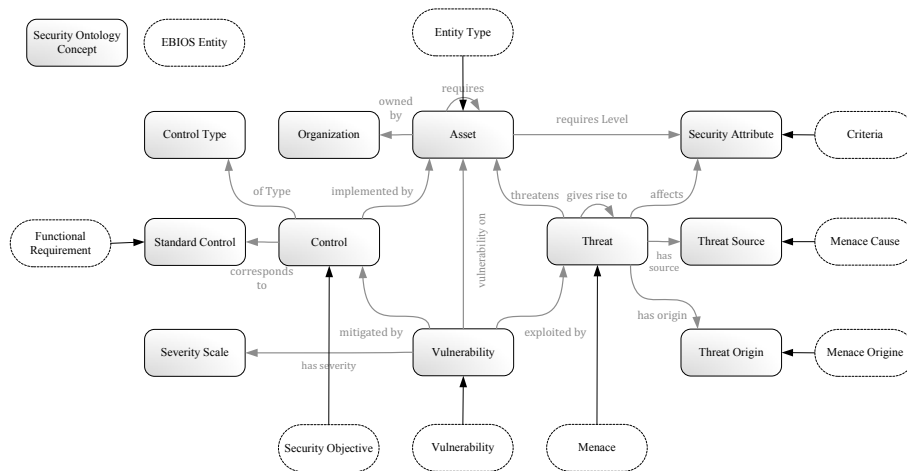 Entity Type
Security Ontology
Concept
EBIOS Entity
requires
owned
by
Control Type
Organization
Asset
requires Level
Security Attribute
Criteria
of Type
implemented by
threatens
gives rise to
affects
vulnerability on
Functional
Requirement
Standard Control
Control
Threat
has
source
Threat Source
Menace Cause
corresponds
to
mitigated by
exploited by
has origin
Severity Scale
has severity
Vulnerability
Threat Origin
Menace Origine
Security Objective
Vulnerability
Menace